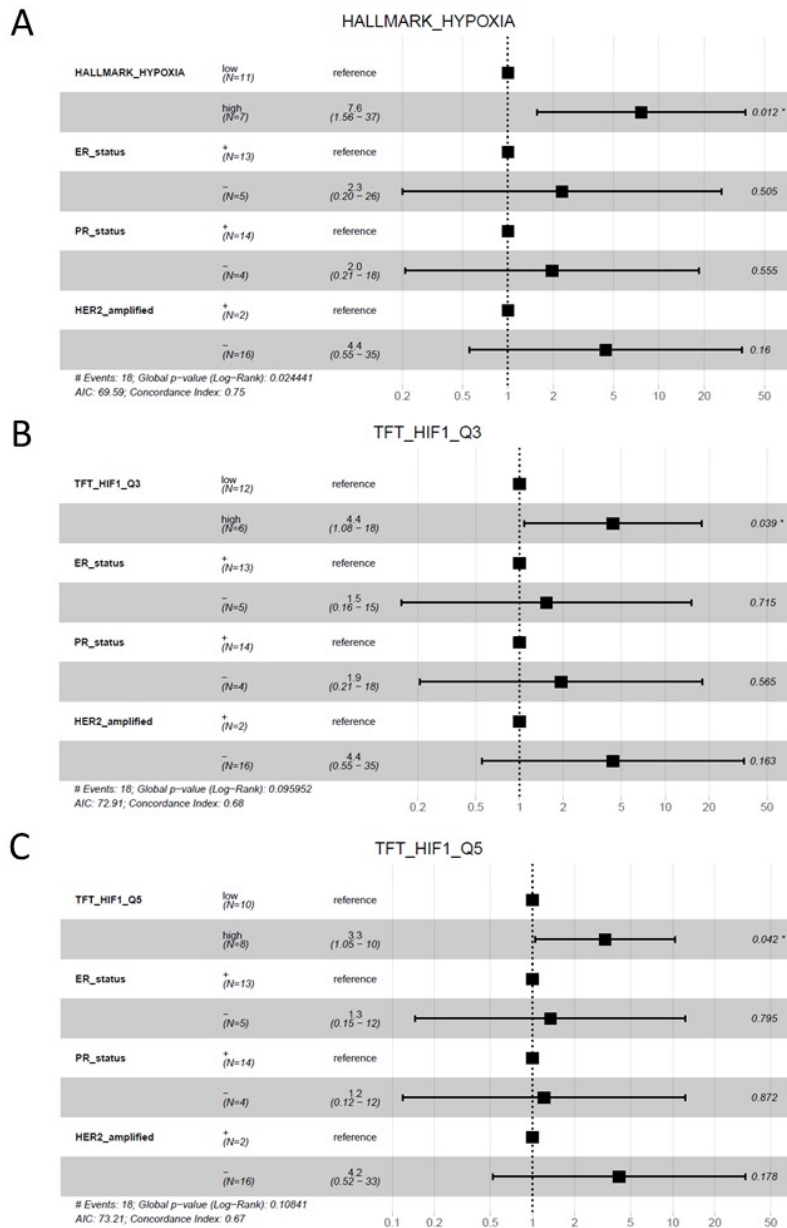 A
HALLMARK_HYPOXIA
HALLMARK_HYPOXIA low (N=11) reference
high (N=7) 7.6 (1.56 − 37) 0.012 *
ER_status + (N=13) reference
− (N=5) 2.3 (0.20 − 26) 0.505
PR_status + (N=14) reference
− (N=4) 2.0 (0.21 − 18) 0.555
HER2_amplified + (N=2) reference
− (N=16) 4.4 (0.55 − 35) 0.16
# Events: 18; Global p−value (Log−Rank): 0.024441
AIC: 69.59; Concordance Index: 0.75
0.2 0.5 1 2 5 10 20 50
B
TFT_HIF1_Q3
TFT_HIF1_Q3 low (N=12) reference
high (N=6) 4.4 (1.08 − 18) 0.039 *
ER_status + (N=13) reference
− (N=5) 1.5 (0.16 − 15) 0.715
PR_status + (N=14) reference
− (N=4) 1.9 (0.21 − 18) 0.565
HER2_amplified + (N=2) reference
− (N=16) 4.4 (0.55 − 35) 0.163
# Events: 18; Global p−value (Log−Rank): 0.095952
AIC: 72.91; Concordance Index: 0.68
0.2 0.5 1 2 5 10 20 50
C
TFT_HIF1_Q5
TFT_HIF1_Q5 low (N=10) reference
high (N=8) 3.3 (1.05 − 10) 0.042 *
ER_status + (N=13) reference
− (N=5) 1.3 (0.15 − 12) 0.795
PR_status + (N=14) reference
− (N=4) 1.2 (0.12 − 12) 0.872
HER2_amplified + (N=2) reference
− (N=16) 4.2 (0.52 − 33) 0.178
# Events: 18; Global p−value (Log−Rank): 0.10841
AIC: 73.21; Concordance Index: 0.67
0.1 0.2 0.5 1 2 5 10 20 50